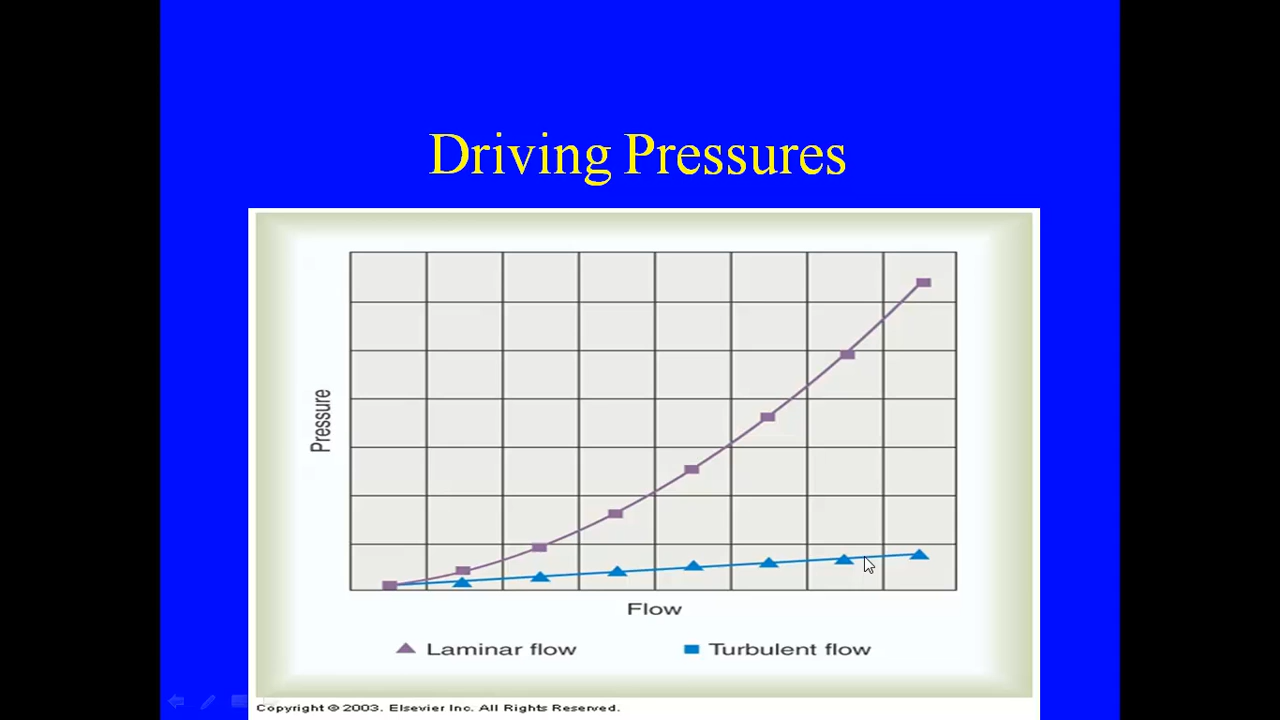 Driving Pressures
Pressure
Flow
Laminar flow
Turbulent flow
Copyright © 2003. Elsevier Inc. All Rights Reserved.